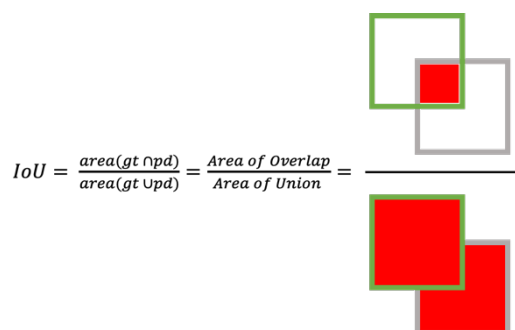 IoU = area(gt ∩pd) / area(gt ∪pd) = Area of Overlap / Area of Union =